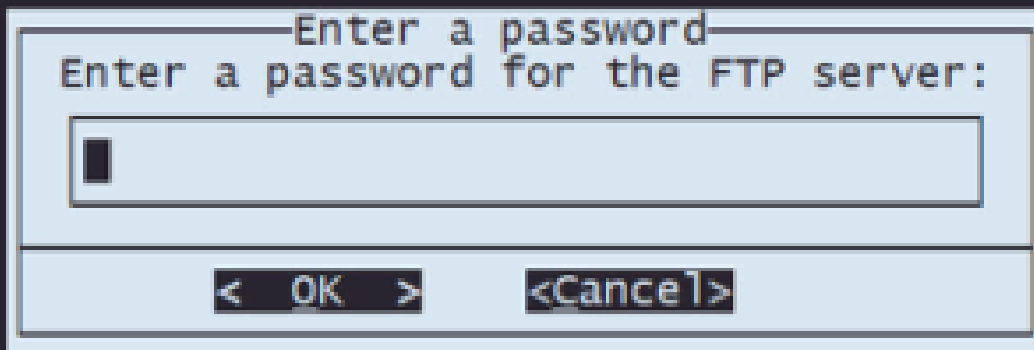 Enter a password
Enter a password for the FTP server:
<  OK  > <Cancel>